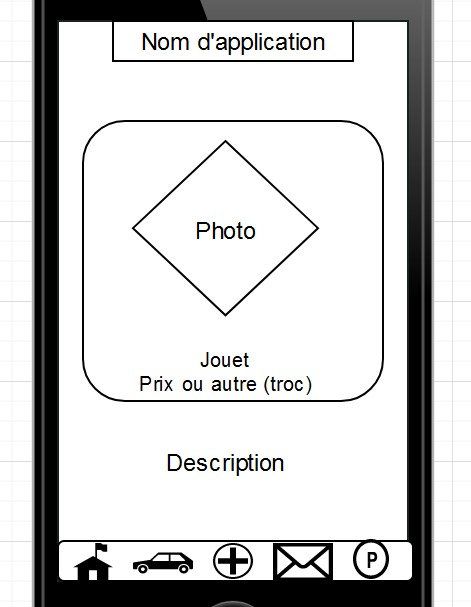 Nom d'application
Photo
Jouet
Prix ou autre (troc)
Description
P